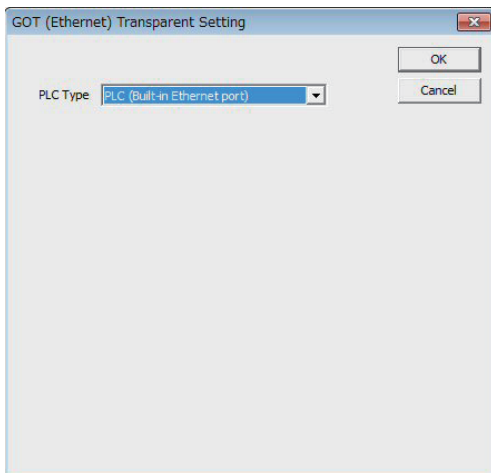 GOT (Ethernet) Transparent Setting
OK
PLC Type PLC (Built-in Ethernet port)
Cancel